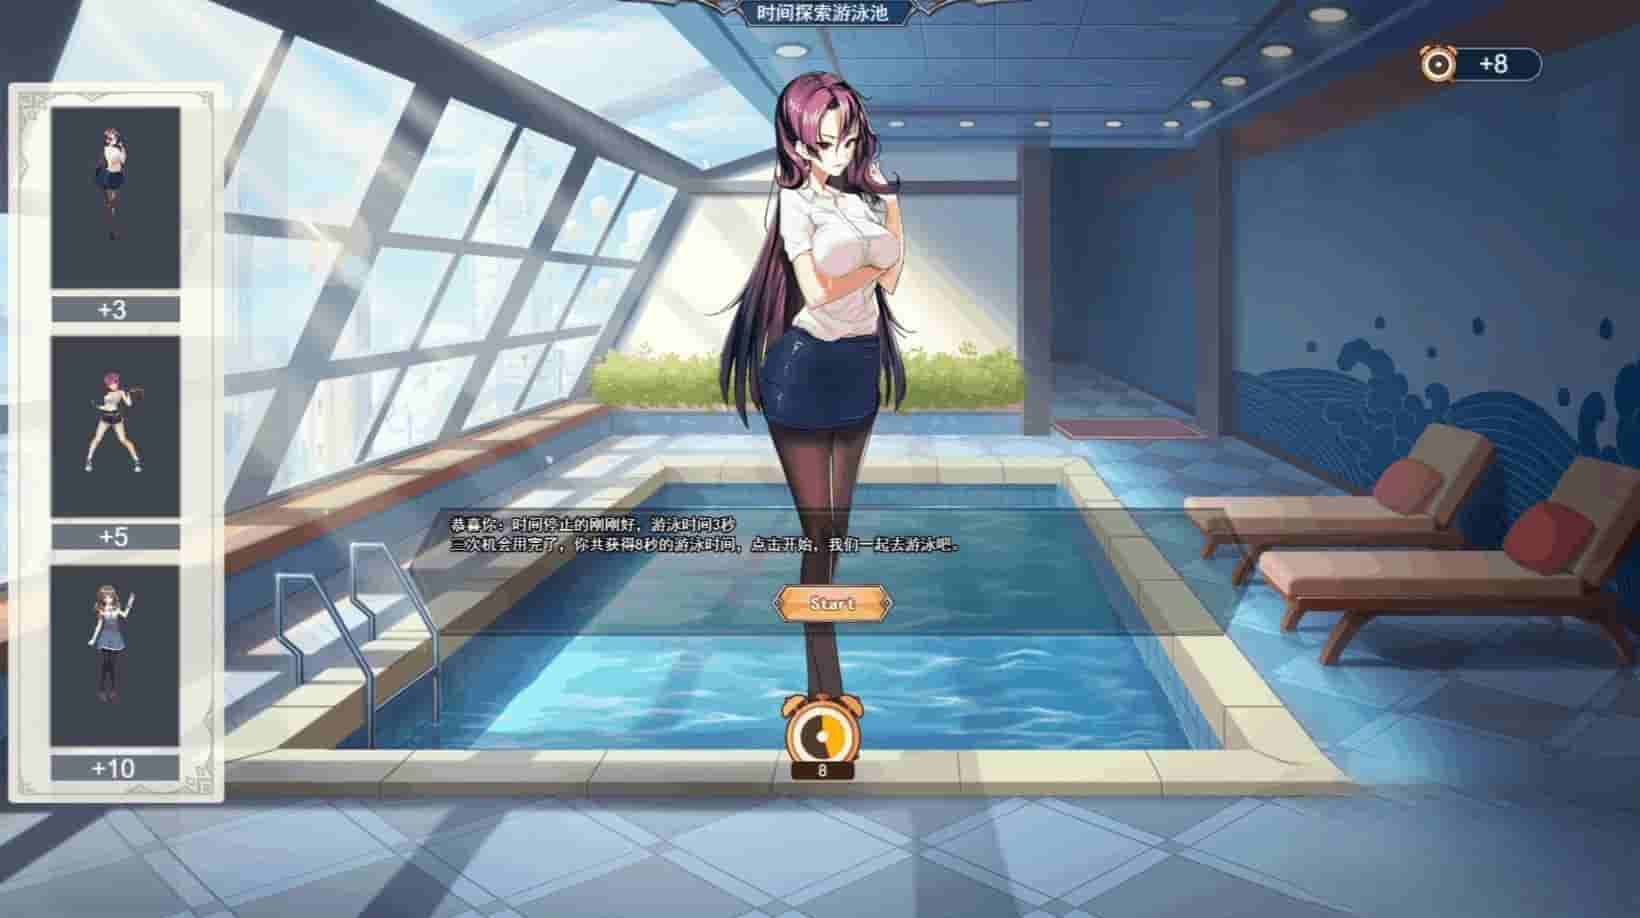 时间探索游泳池
+8
+3
+5
+10
恭喜你：时间停止的刚刚好，游泳时间3秒
三次机会用完了，你共获得8秒的游泳时间，点击开始，我们一起去游泳吧。
Start
8